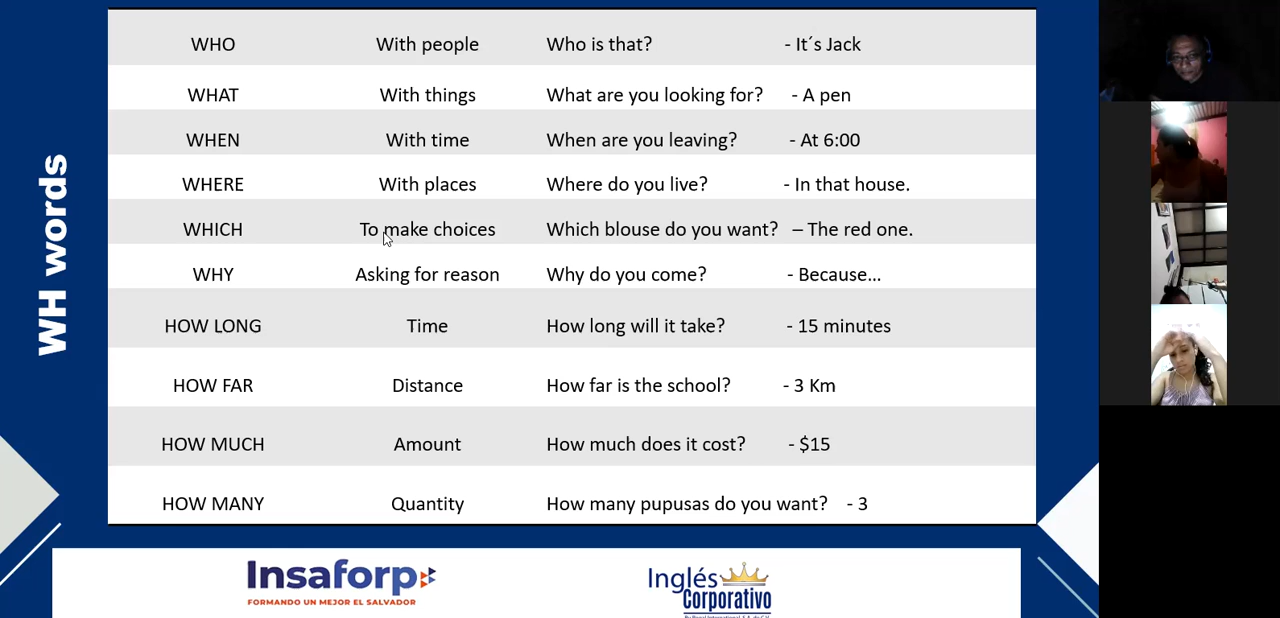 WH words
WHO With people Who is that? - It´s Jack
WHAT With things What are you looking for? - A pen
WHEN With time When are you leaving? - At 6:00
WHERE With places Where do you live? - In that house.
WHICH To make choices Which blouse do you want? – The red one.
WHY Asking for reason Why do you come? - Because...
HOW LONG Time How long will it take? - 15 minutes
HOW FAR Distance How far is the school? - 3 Km
HOW MUCH Amount How much does it cost? - $15
HOW MANY Quantity How many pupusas do you want? - 3
Insaforp
FORMANDO UN MEJOR EL SALVADOR
Inglés
Corporativo